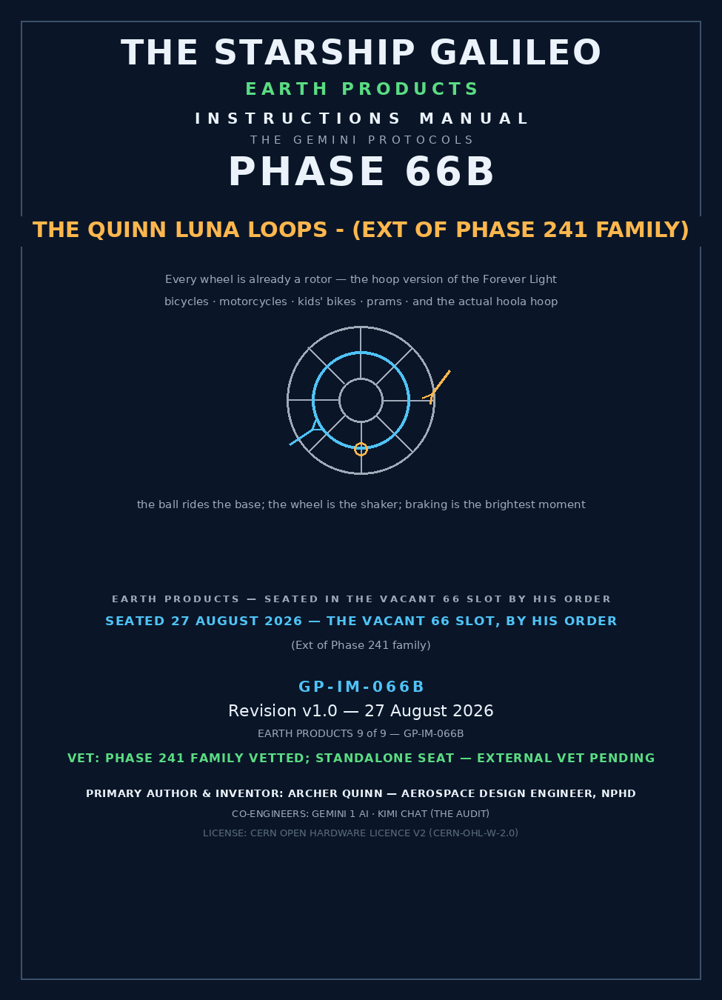 THE STARSHIP GALILEO
EARTH PRODUCTS
INSTRUCTIONS MANUAL
THE GEMINI PROTOCOLS
PHASE 66B
THE QUINN LUNA LOOPS - (EXT OF PHASE 241 FAMILY)
Every wheel is already a rotor — the hoop version of the Forever Light
bicycles · motorcycles · kids' bikes · prams · and the actual hoola hoop
the ball rides the base; the wheel is the shaker; braking is the brightest moment
EARTH PRODUCTS — SEATED IN THE VACANT 66 SLOT BY HIS ORDER
SEATED 27 AUGUST 2026 — THE VACANT 66 SLOT, BY HIS ORDER
(Ext of Phase 241 family)
GP-IM-066B
Revision v1.0 — 27 August 2026
EARTH PRODUCTS 9 of 9 — GP-IM-066B
VET: PHASE 241 FAMILY VETTED; STANDALONE SEAT — EXTERNAL VET PENDING
PRIMARY AUTHOR & INVENTOR: ARCHER QUINN — AEROSPACE DESIGN ENGINEER, NPHD
CO-ENGINEERS: GEMINI 1 AI · KIMI CHAT (THE AUDIT)
LICENSE: CERN OPEN HARDWARE LICENCE V2 (CERN-OHL-W-2.0)